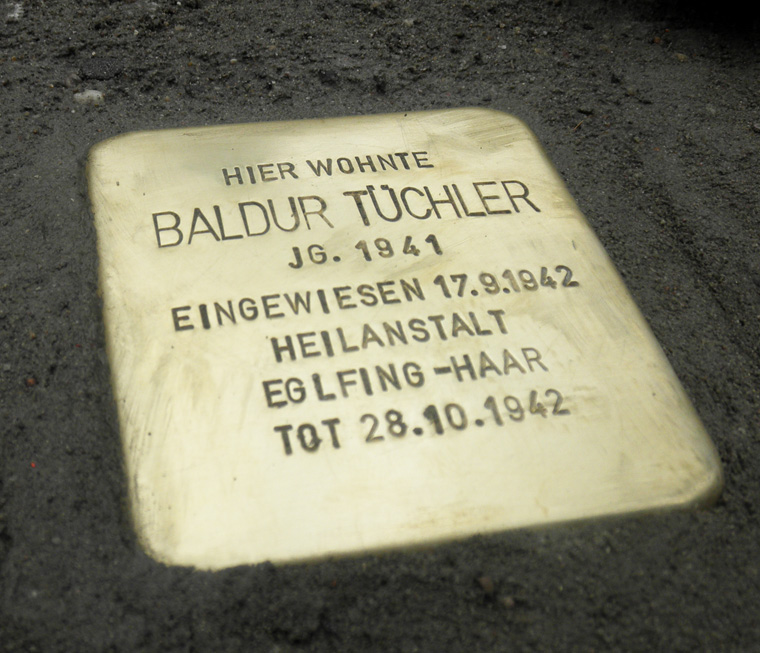 HIER WOHNTE
BALDUR TÜCHLER
JG. 1941
EINGEWIESEN 17.9.1942
HEILANSTALT
EGLFING-HAAR
TOT 28.10.1942